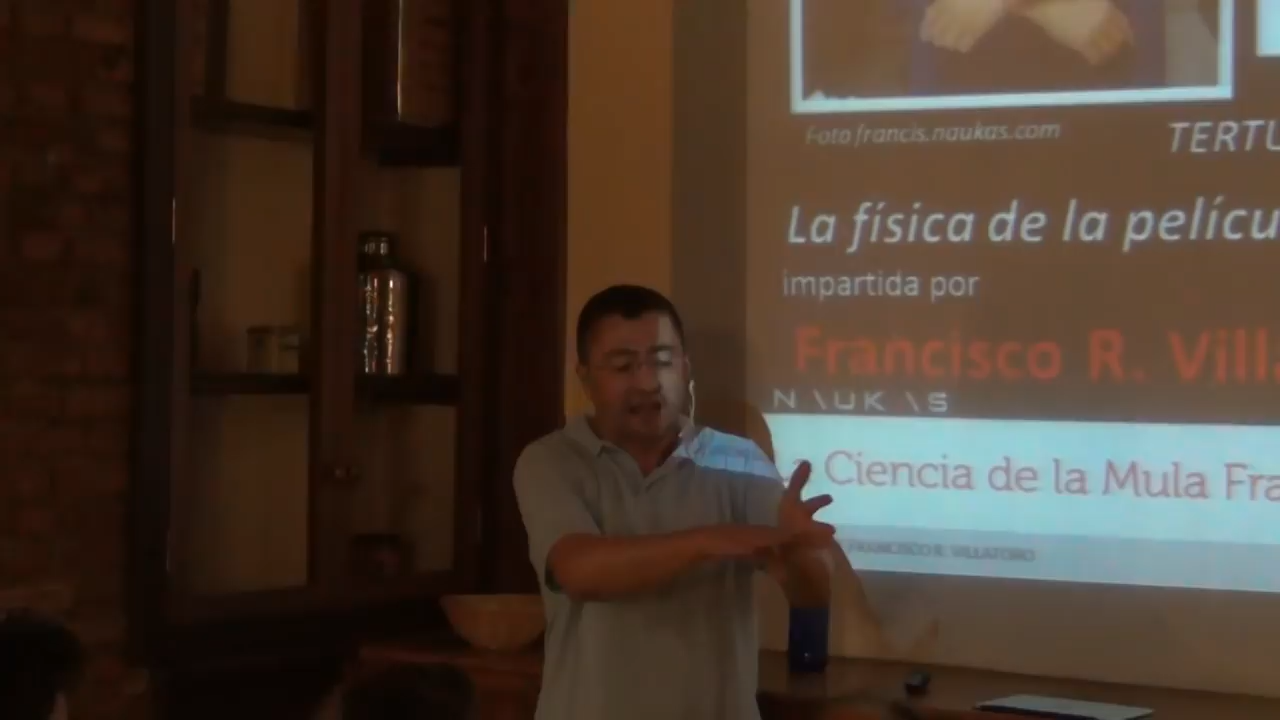 Foto francis.naukas.com
TERTU
La física de la pelícu
impartida por
Francisco R. Villa
NAUKAS
Ciencia de la Mula Fra
FRANCISCO R. VILLATORO